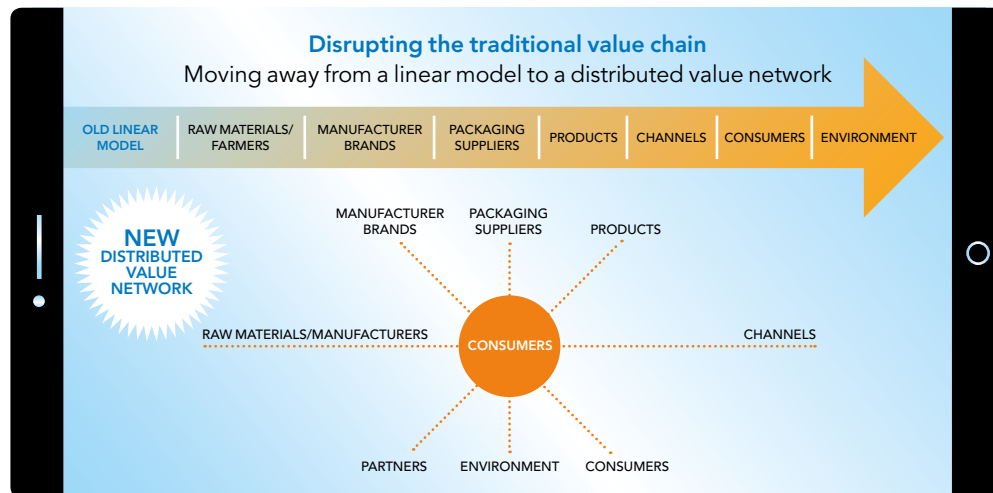 Disrupting the traditional value chain
Moving away from a linear model to a distributed value network
OLD LINEAR
MODEL
RAW MATERIALS/
FARMERS
MANUFACTURER
BRANDS
PACKAGING
SUPPLIERS
PRODUCTS
CHANNELS
CONSUMERS
ENVIRONMENT
NEW
DISTRIBUTED
VALUE
NETWORK
MANUFACTURER
BRANDS
PACKAGING
SUPPLIERS
PRODUCTS
RAW MATERIALS/MANUFACTURERS
CONSUMERS
CHANNELS
PARTNERS
ENVIRONMENT
CONSUMERS